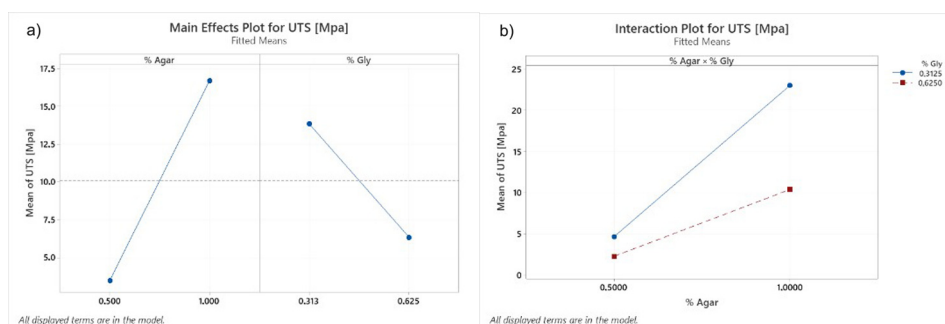 a)
Main Effects Plot for UTS [Mpa]
Fitted Means
% Agar
% Gly
17.5
15.0
12.5
10.0
7.5
5.0
Mean of UTS [Mpa]
0.500
1.000
0.313
0.625
All displayed terms are in the model.
b)
Interaction Plot for UTS [Mpa]
Fitted Means
% Agar * % Gly
25
20
15
10
5
0
Mean of UTS [Mpa]
0.5000
1.0000
% Agar
% Gly
0,3125
0,6250
All displayed terms are in the model.